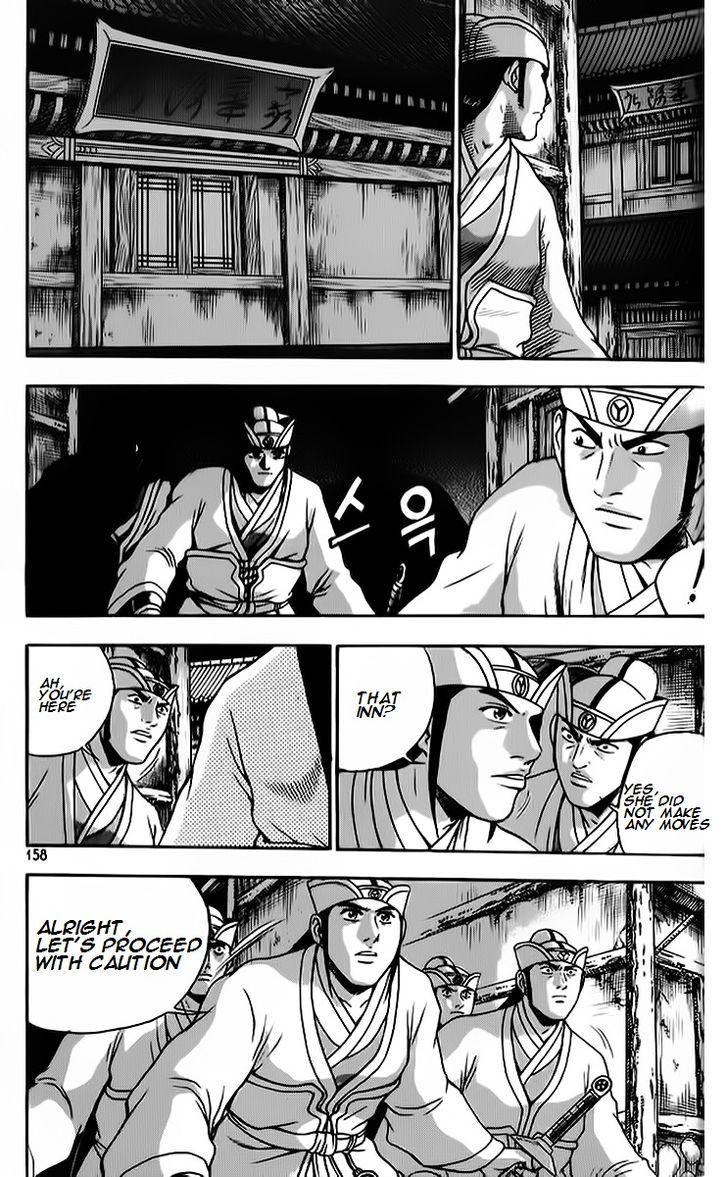 스윽
!
AH,
YOU'RE
HERE
THAT
INN?
YES,
SHE DID
NOT MAKE
ANY MOVES
158
ALRIGHT,
LET'S PROCEED
WITH CAUTION